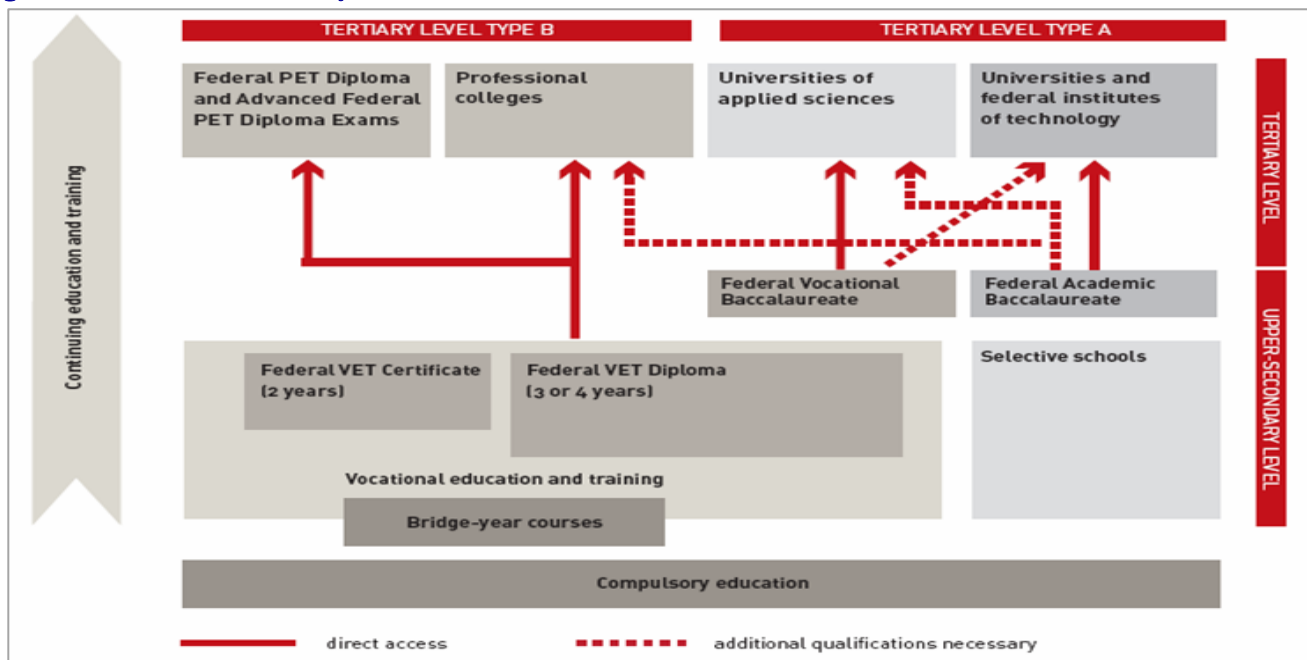 TERTIARY LEVEL TYPE B
TERTIARY LEVEL TYPE A
Federal PET Diploma
and Advanced Federal
PET Diploma Exams
Professional
colleges
Universities of
applied sciences
Universities and
federal institutes
of technology
TERTIARY LEVEL
Continuing education and training
Federal Vocational
Baccalaureate
Federal Academic
Baccalaureate
UPPER-SECONDARY LEVEL
Federal VET Certificate
(2 years)
Federal VET Diploma
(3 or 4 years)
Selective schools
Vocational education and training
Bridge-year courses
Compulsory education
direct access
additional qualifications necessary